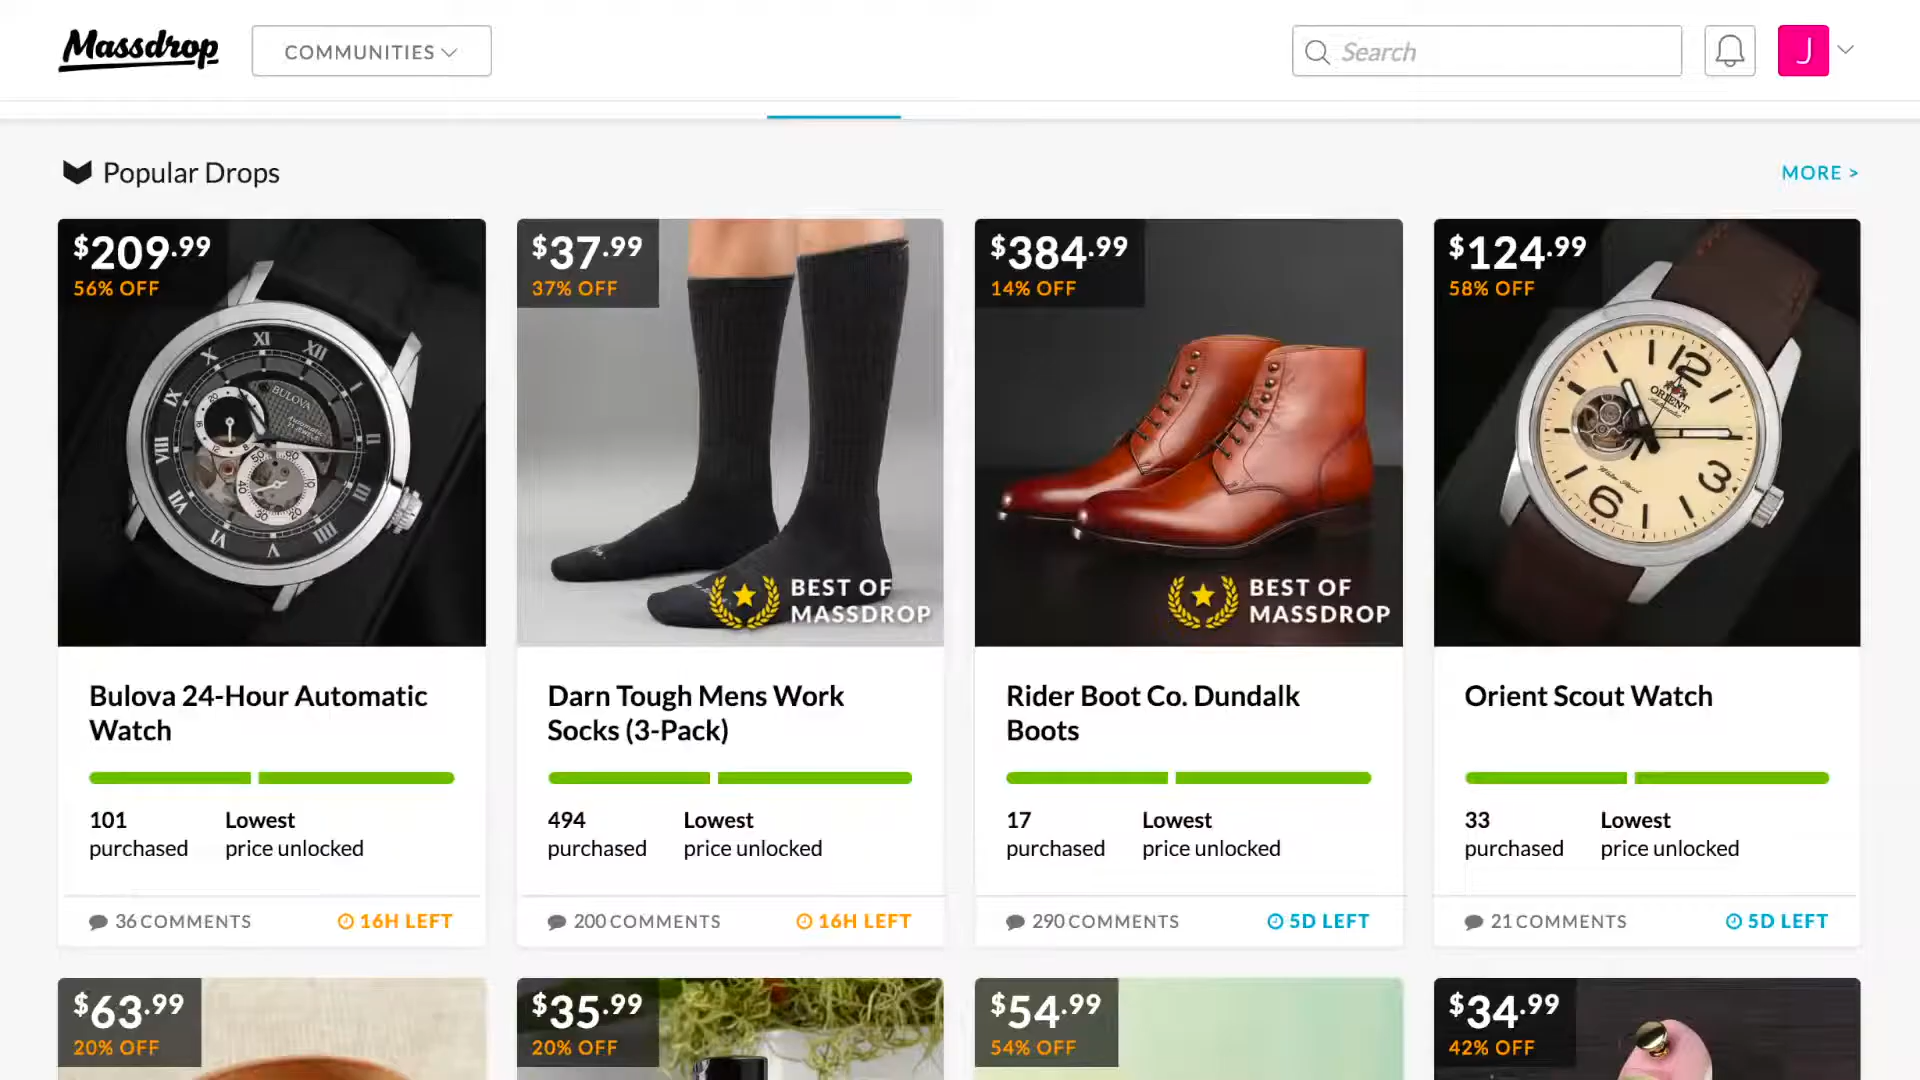 Massdrop
COMMUNITIES
Search
J
Popular Drops
MORE >
$209.99
56% OFF
$37.99
37% OFF
$384.99
14% OFF
$124.99
58% OFF
BULOVA
ORIENT
BEST OF
MASSDROP
BEST OF
MASSDROP
Bulova 24-Hour Automatic
Watch
Darn Tough Mens Work
Socks (3-Pack)
Rider Boot Co. Dundalk
Boots
Orient Scout Watch
101
purchased
Lowest
price unlocked
494
purchased
Lowest
price unlocked
17
purchased
Lowest
price unlocked
33
purchased
Lowest
price unlocked
36 COMMENTS
16H LEFT
200 COMMENTS
16H LEFT
290 COMMENTS
5D LEFT
21 COMMENTS
5D LEFT
$63.99
20% OFF
$35.99
20% OFF
$54.99
54% OFF
$34.99
42% OFF